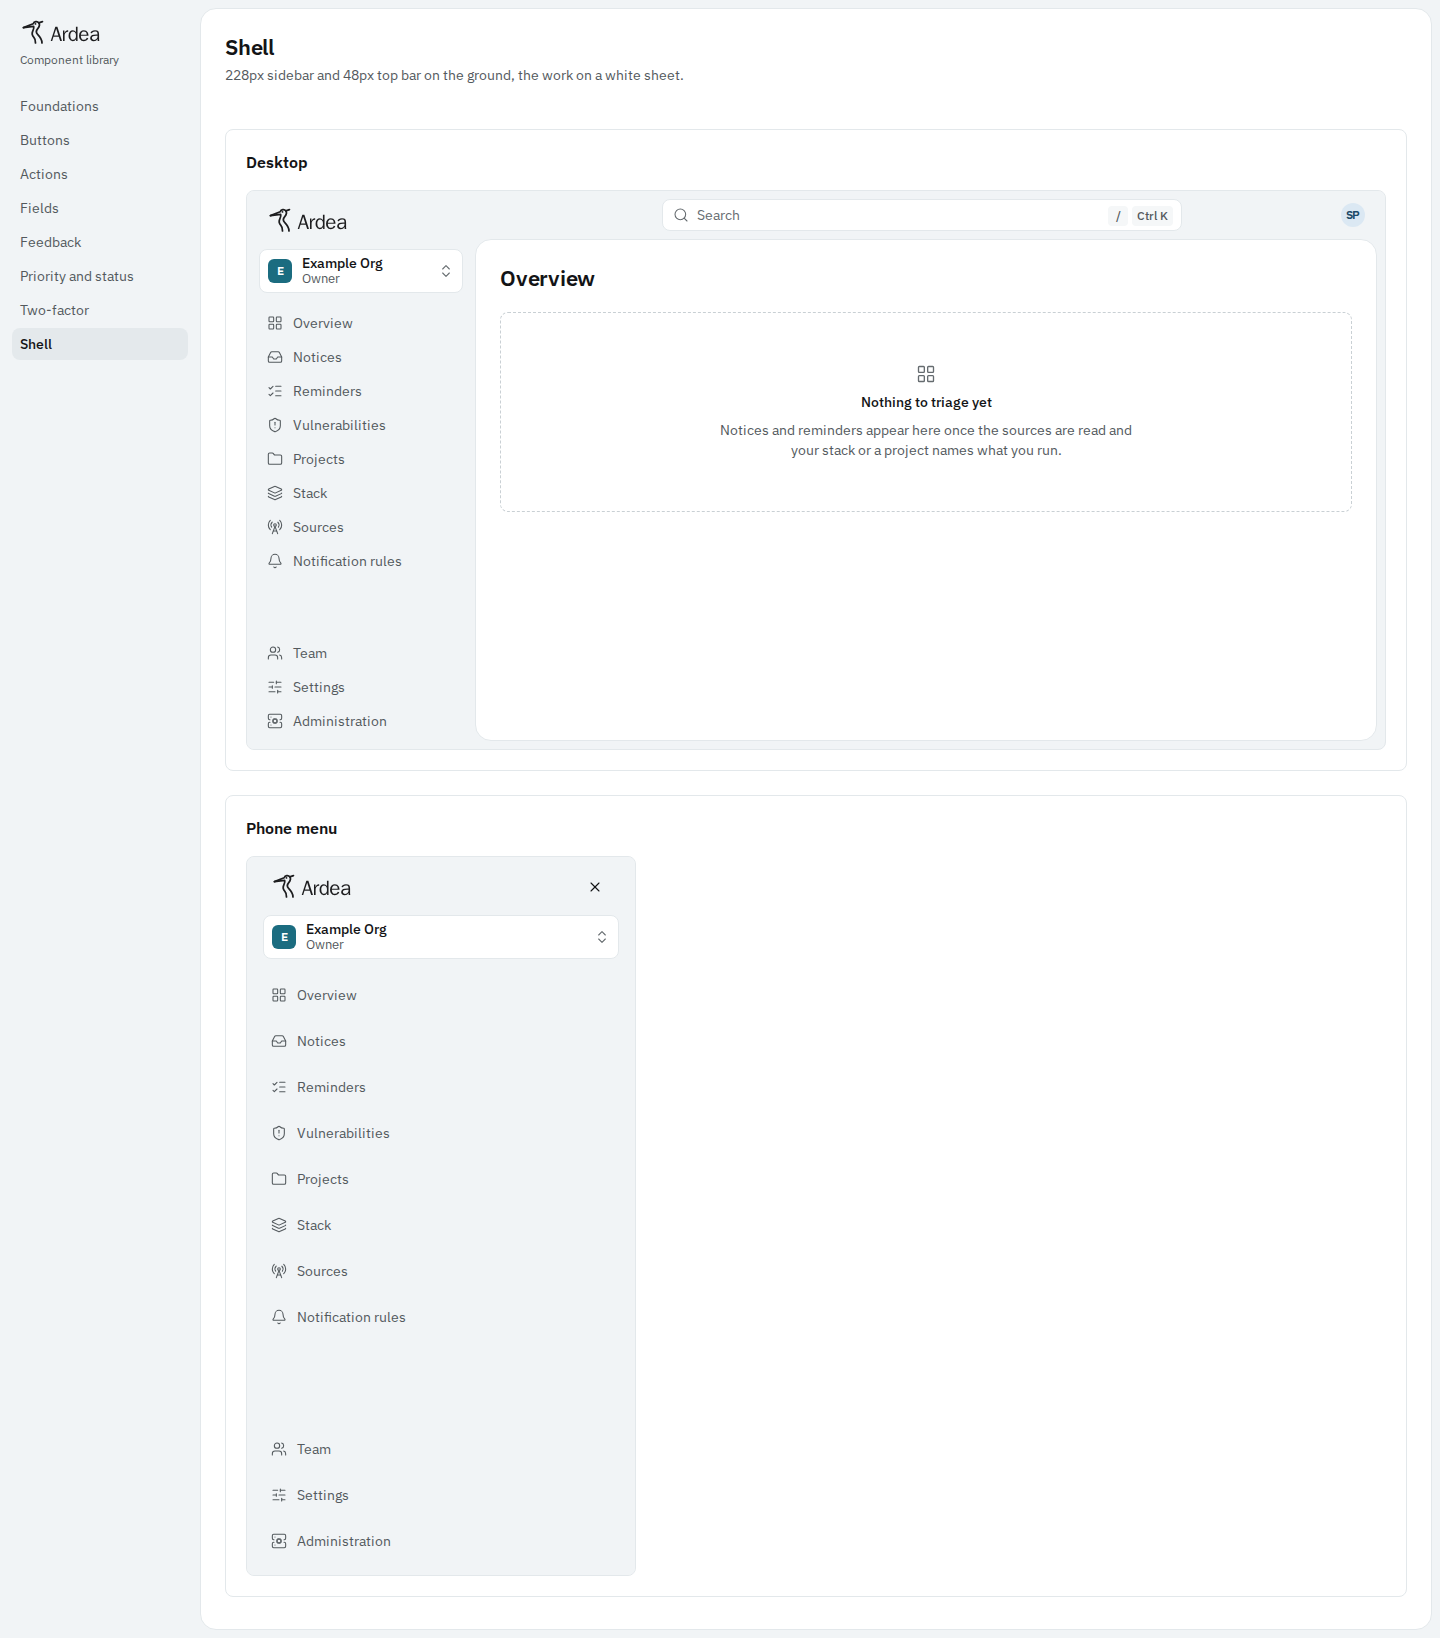 Ardea
Component library
Foundations
Buttons
Actions
Fields
Feedback
Priority and status
Two-factor
Shell
Shell
228px sidebar and 48px top bar on the ground, the work on a white sheet.
Desktop
Ardea
Example Org
Owner
Overview
Notices
Reminders
Vulnerabilities
Projects
Stack
Sources
Notification rules
Team
Settings
Administration
Search / Ctrl K
SP
Overview
Nothing to triage yet
Notices and reminders appear here once the sources are read and
your stack or a project names what you run.
Phone menu
Ardea
E
Example Org
Owner
Overview
Notices
Reminders
Vulnerabilities
Projects
Stack
Sources
Notification rules
Team
Settings
Administration